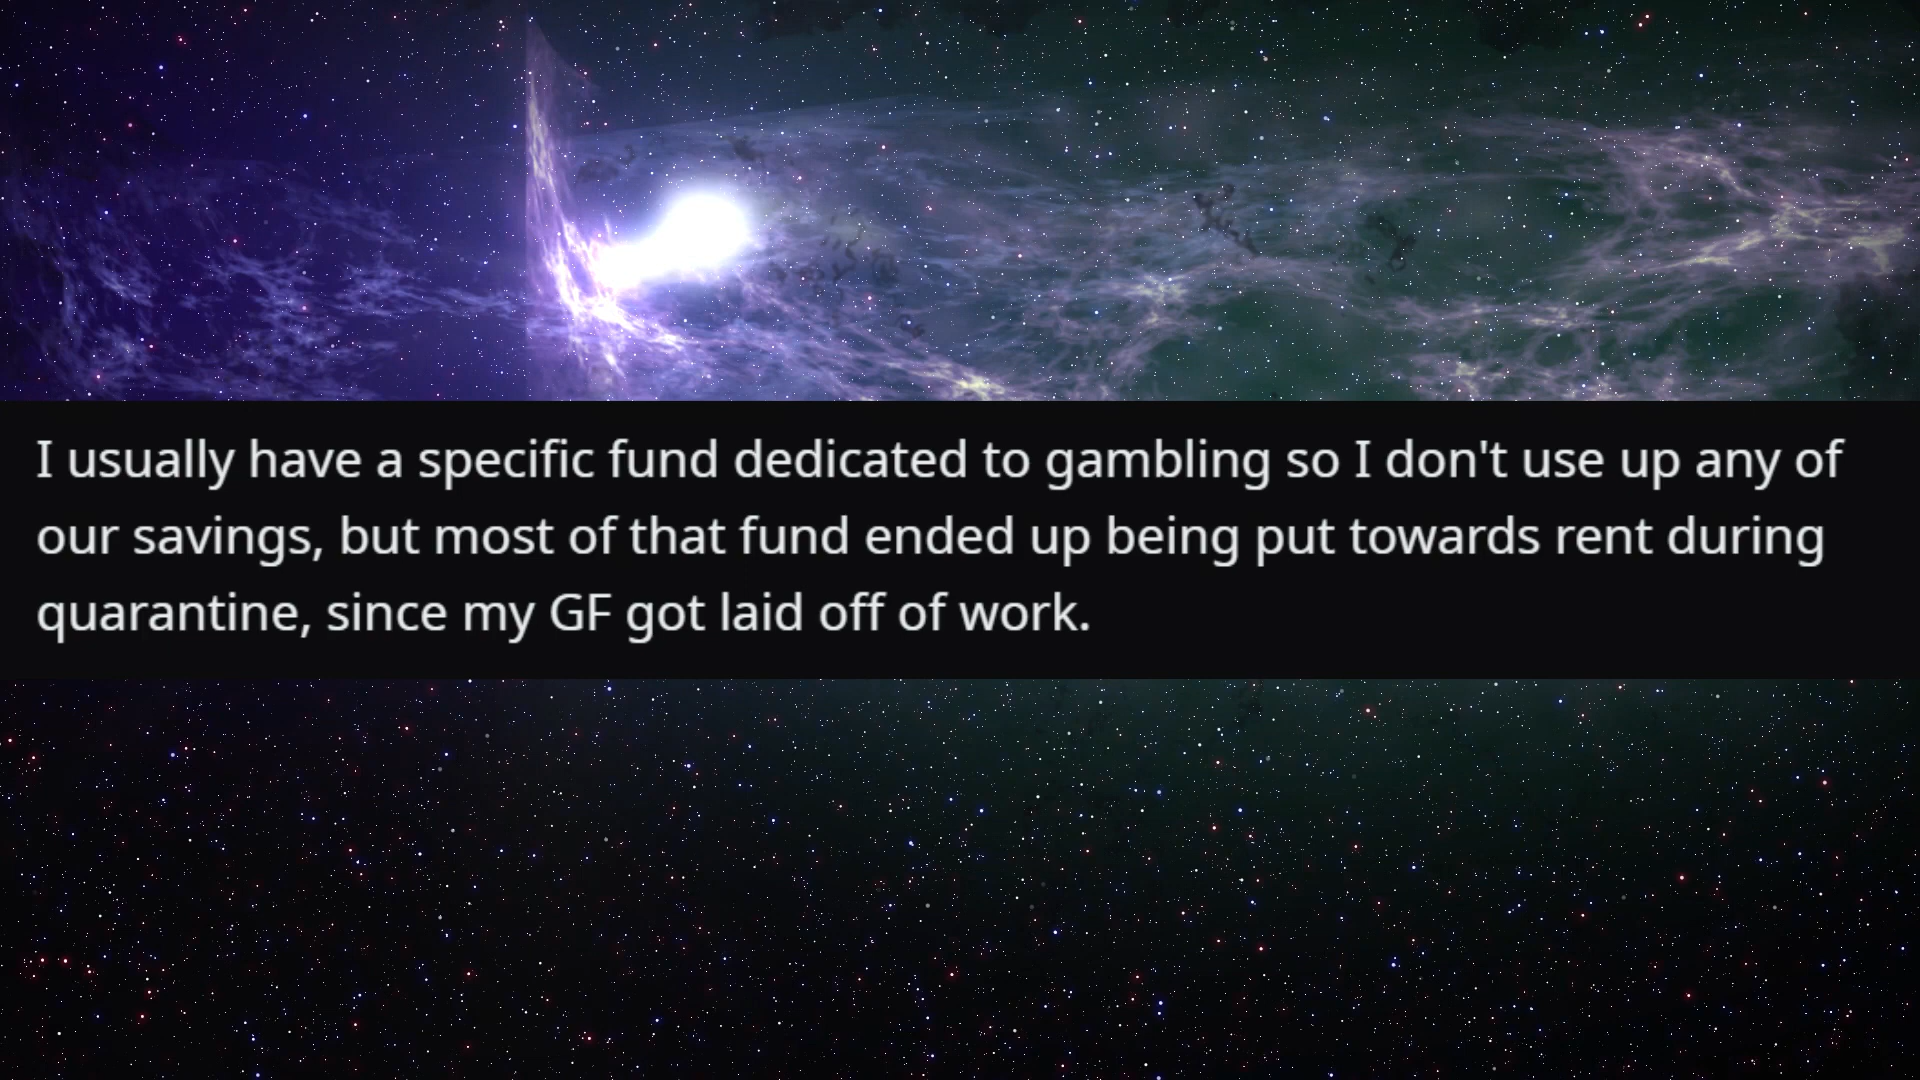 I usually have a specific fund dedicated to gambling so I don't use up any of
our savings, but most of that fund ended up being put towards rent during
quarantine, since my GF got laid off of work.